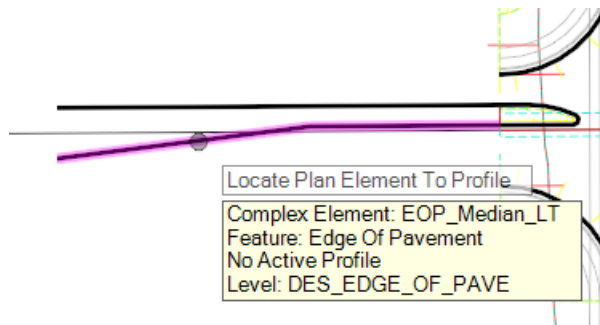 Locate Plan Element To Profile
Complex Element: EOP_Median_LT
Feature: Edge Of Pavement
No Active Profile
Level: DES_EDGE_OF_PAVE